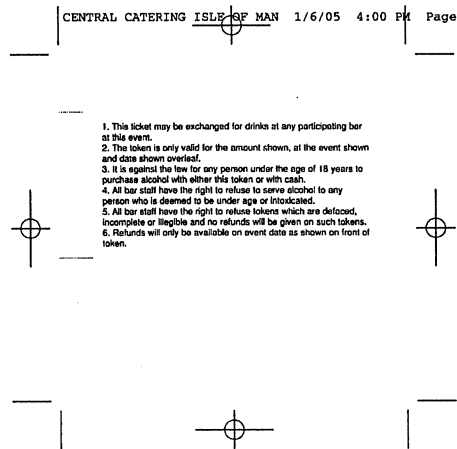 CENTRAL CATERING ISLE OF MAN 1/6/05 4:00 PM Page
1. This ticket may be exchanged for drinks at any participating bar
at this event.
2. The token is only valid for the amount shown, at the event shown
and date shown overleaf.
3. It is against the law for any person under the age of 18 years to
purchase alcohol with either this token or with cash.
4. All bar staff have the right to refuse to serve alcohol to any
person who is deemed to be under age or intoxicated.
5. All bar staff have the right to refuse tokens which are defaced,
incomplete or illegible and no refunds will be given on such tokens.
6. Refunds will only be available on event date as shown on front of
token.